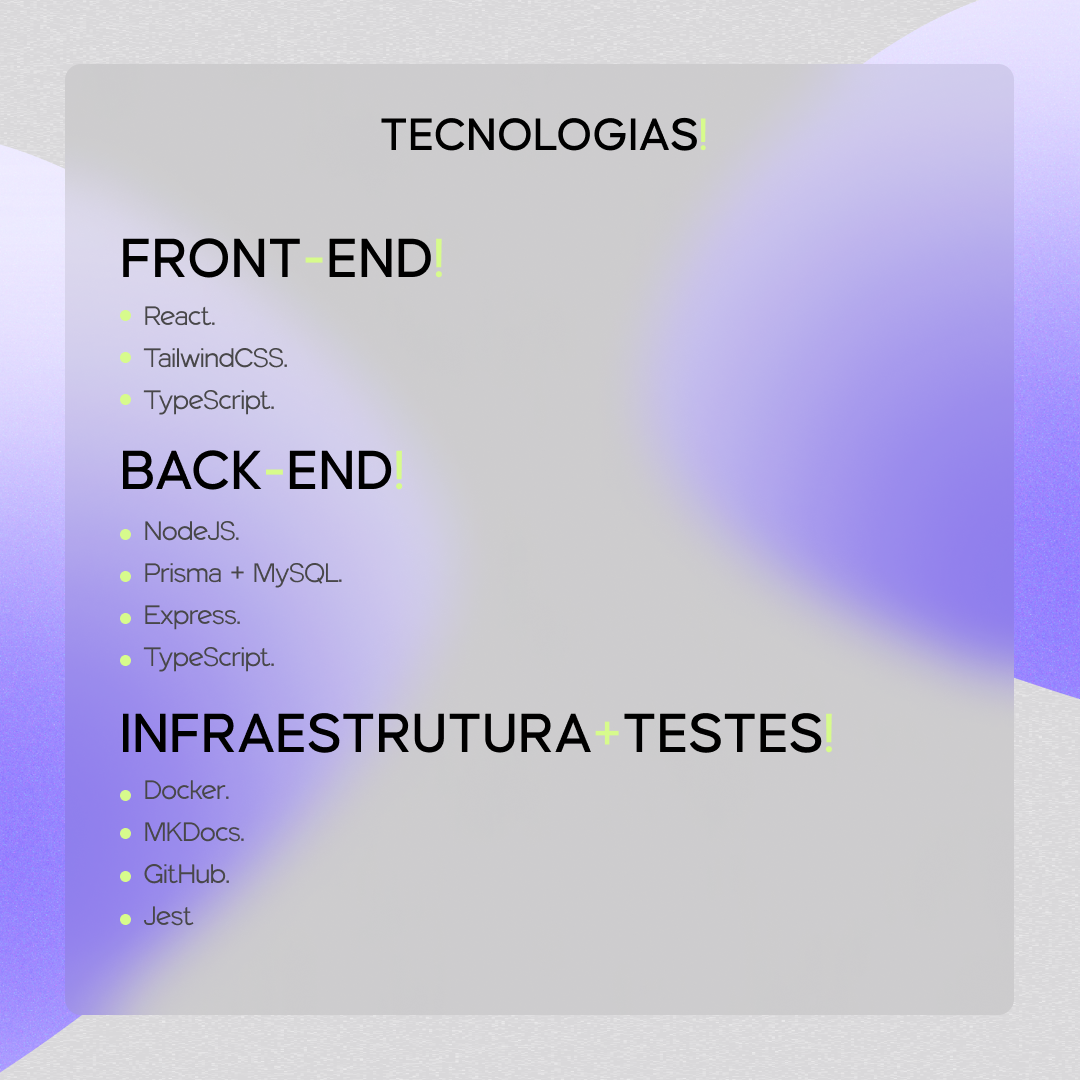 TECNOLOGIAS!
FRONT-END!
React.
TailwindCSS.
TypeScript.
BACK-END!
NodeJS.
Prisma + MySQL.
Express.
TypeScript.
INFRAESTRUTURA+TESTES!
Docker.
MKDocs.
GitHub.
Jest